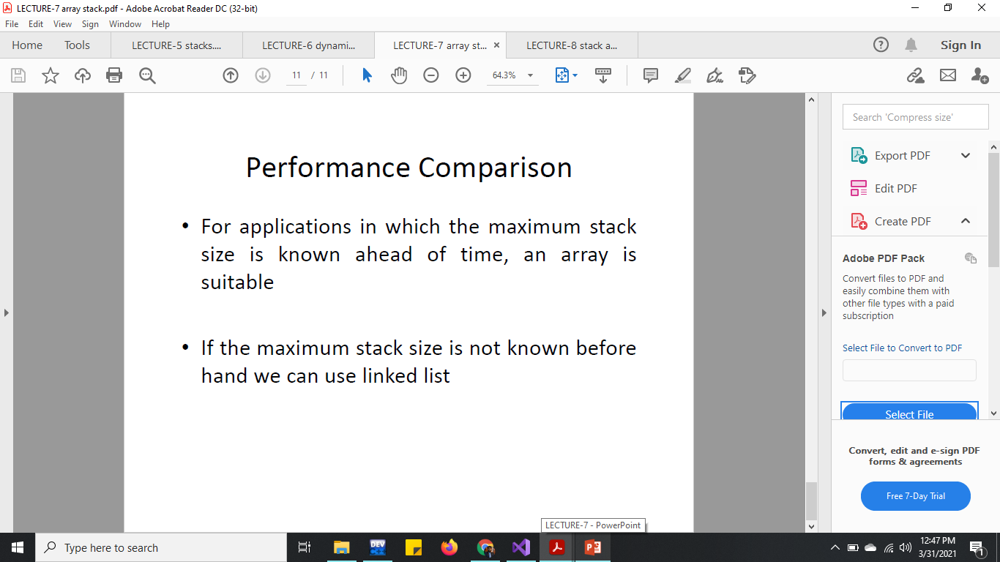 LECTURE-7 array stack.pdf - Adobe Acrobat Reader DC (32-bit)
File Edit View Sign Window Help
Home Tools LECTURE-5 stacks.... LECTURE-6 dynami... LECTURE-7 array st... × LECTURE-8 stack a... Sign In
11 / 11 64.3%
Performance Comparison
• For applications in which the maximum stack
size is known ahead of time, an array is
suitable
• If the maximum stack size is not known before
hand we can use linked list
Search 'Compress size'
Export PDF
Edit PDF
Create PDF
Adobe PDF Pack
Convert files to PDF and
easily combine them with
other file types with a paid
subscription
Select File to Convert to PDF
Select File
Convert, edit and e-sign PDF
forms & agreements
Free 7-Day Trial
LECTURE-7 - PowerPoint
Type here to search
DEV
12:47 PM
3/31/2021
1